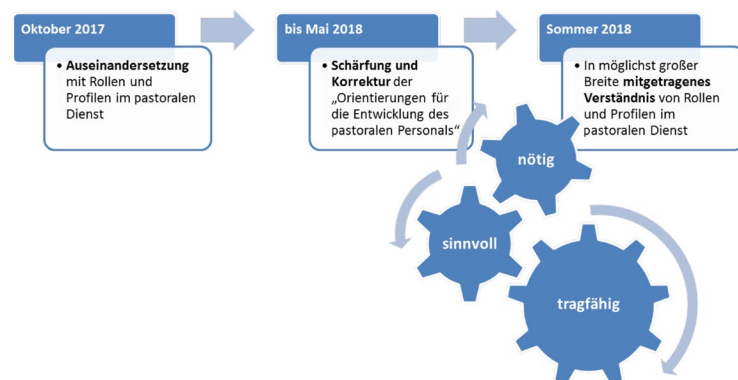 Oktober 2017
• Auseinandersetzung
mit Rollen und
Profilen im pastoralen
Dienst
bis Mai 2018
• Schärfung und
Korrektur der
„Orientierungen für
die Entwicklung des
pastoralen Personals“
Sommer 2018
• In möglichst großer
Breite mitgetragenes
Verständnis von Rollen
und Profilen im
pastoralen Dienst
nötig
sinnvoll
tragfähig